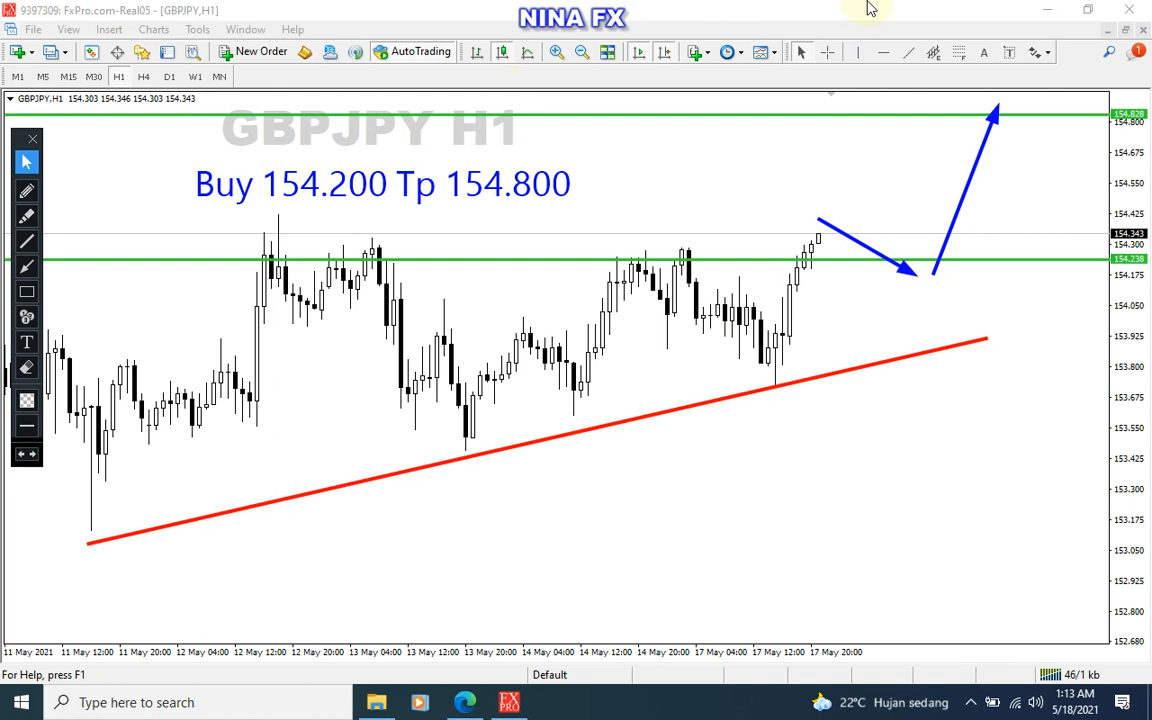 9397309: FxPro.com-Real05 - [GBPJPY,H1]
NINA FX
File View Insert Charts Tools Window Help
New Order AutoTrading
1
M1 M5 M15 M30 H1 H4 D1 W1 MN
GBPJPY,H1 154.303 154.346 154.303 154.343
GBPJPY H1
Buy 154.200 Tp 154.800
154.828
154.800
154.675
154.550
154.425
154.343
154.300
154.238
154.175
154.050
153.925
153.800
153.675
153.550
153.425
153.300
153.175
153.050
152.925
152.800
152.680
11 May 2021 11 May 12:00 11 May 20:00 12 May 04:00 12 May 12:00 12 May 20:00 13 May 04:00 13 May 12:00 13 May 20:00 14 May 04:00 14 May 12:00 14 May 20:00 17 May 04:00 17 May 12:00 17 May 20:00
For Help, press F1 Default 46/1 kb
Type here to search
FX PRO
22°C Hujan sedang
1:13 AM
5/18/2021